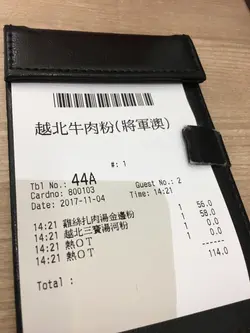 越北牛肉粉(將軍澳)
#: 1
Tbl No.: 44A
Cardno: 800103 Guest No.: 2
Date: 2017-11-04 Time: 14:21
14:21 雞絲扎肉湯金邊粉 1 56.0
14:21 越北三寶湯河粉 1 58.0
14:21 熱OT 1 0.0
14:21 熱OT 1 0.0
Total : 114.0